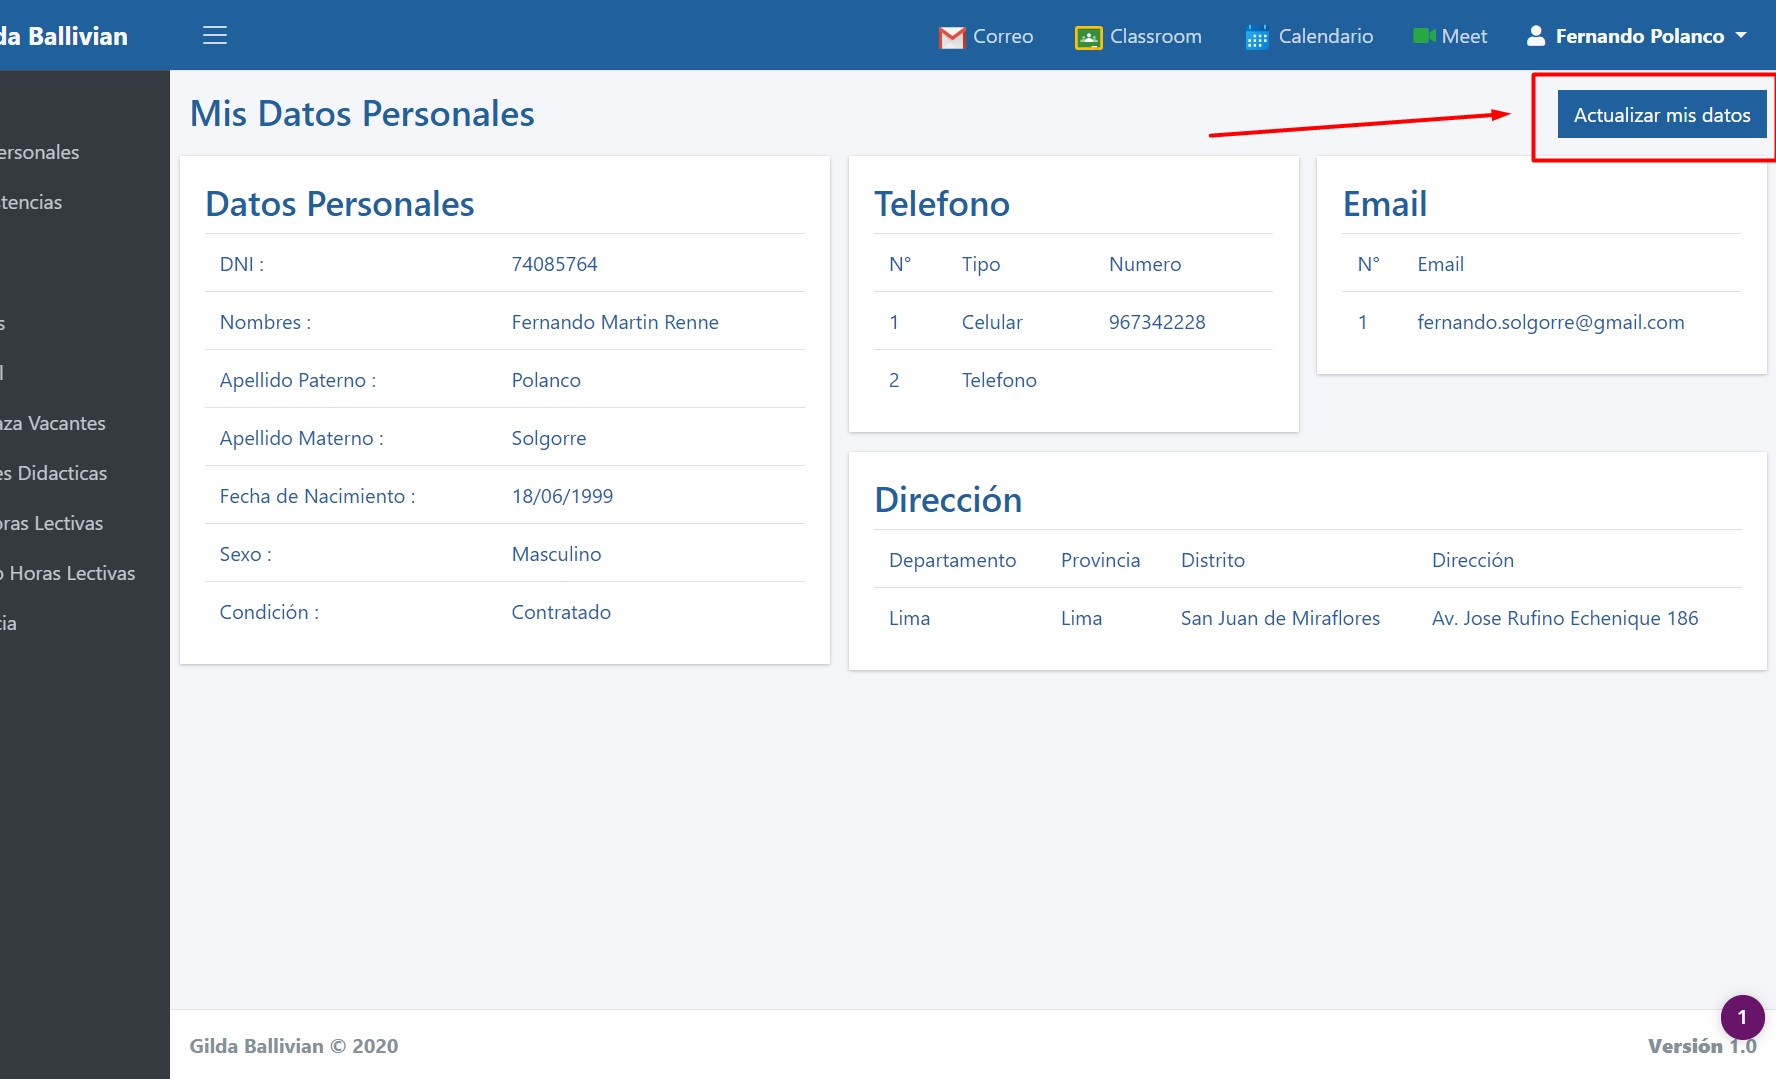 da Ballivian
Correo
Classroom
Calendario
Meet
Fernando Polanco
ersonales
tencias
s
l
aza Vacantes
es Didacticas
oras Lectivas
o Horas Lectivas
ia
Mis Datos Personales
Actualizar mis datos
Datos Personales
DNI : 74085764
Nombres : Fernando Martin Renne
Apellido Paterno : Polanco
Apellido Materno : Solgorre
Fecha de Nacimiento : 18/06/1999
Sexo : Masculino
Condición : Contratado
Telefono
N° Tipo Numero
1 Celular 967342228
2 Telefono
Email
N° Email
1 fernando.solgorre@gmail.com
Dirección
Departamento Provincia Distrito Dirección
Lima Lima San Juan de Miraflores Av. Jose Rufino Echenique 186
1
Gilda Ballivian © 2020
Versión 1.0